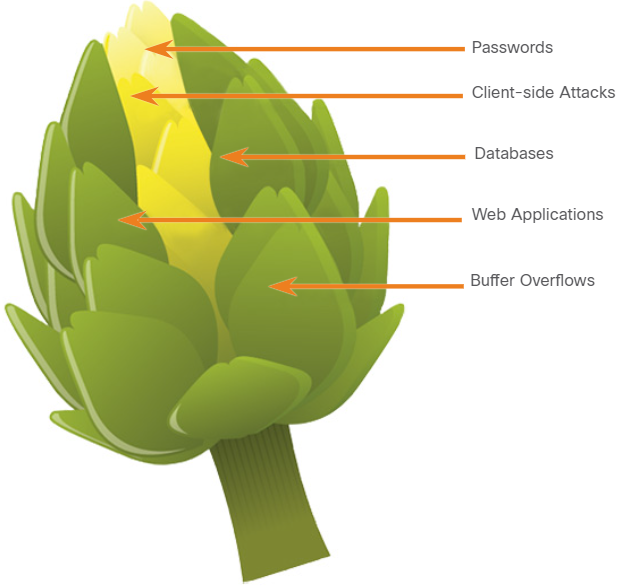 Passwords
Client-side Attacks
Databases
Web Applications
Buffer Overflows